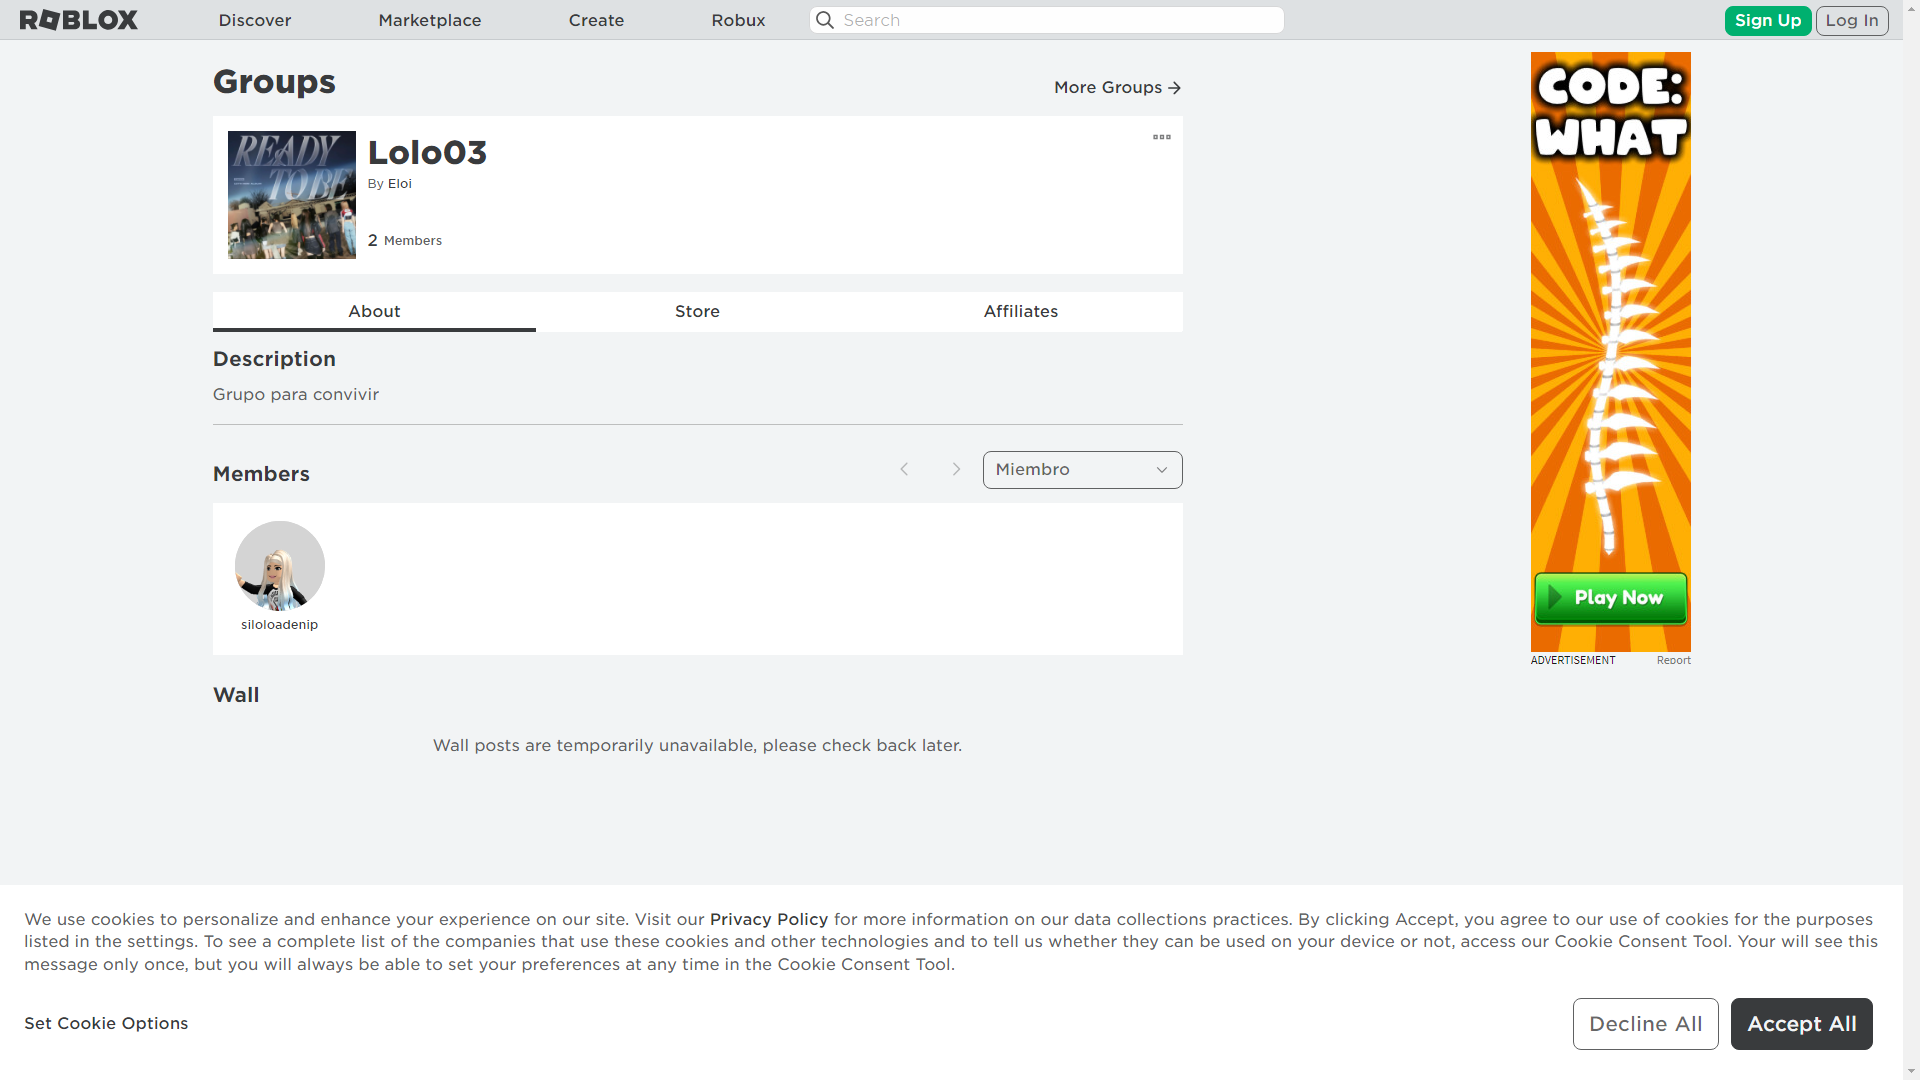 ROBLOX
Discover
Marketplace
Create
Robux
Search
Sign Up
Log In
Groups
More Groups
READY
TO BE
Lolo03
By Eloi
2 Members
About
Store
Affiliates
Description
Grupo para convivir
Members
Miembro
siloloadenip
Wall
Wall posts are temporarily unavailable, please check back later.
CODE:
WHAT
Play Now
ADVERTISEMENT
Report
We use cookies to personalize and enhance your experience on our site. Visit our Privacy Policy for more information on our data collections practices. By clicking Accept, you agree to our use of cookies for the purposes
listed in the settings. To see a complete list of the companies that use these cookies and other technologies and to tell us whether they can be used on your device or not, access our Cookie Consent Tool. Your will see this
message only once, but you will always be able to set your preferences at any time in the Cookie Consent Tool.
Set Cookie Options
Decline All
Accept All